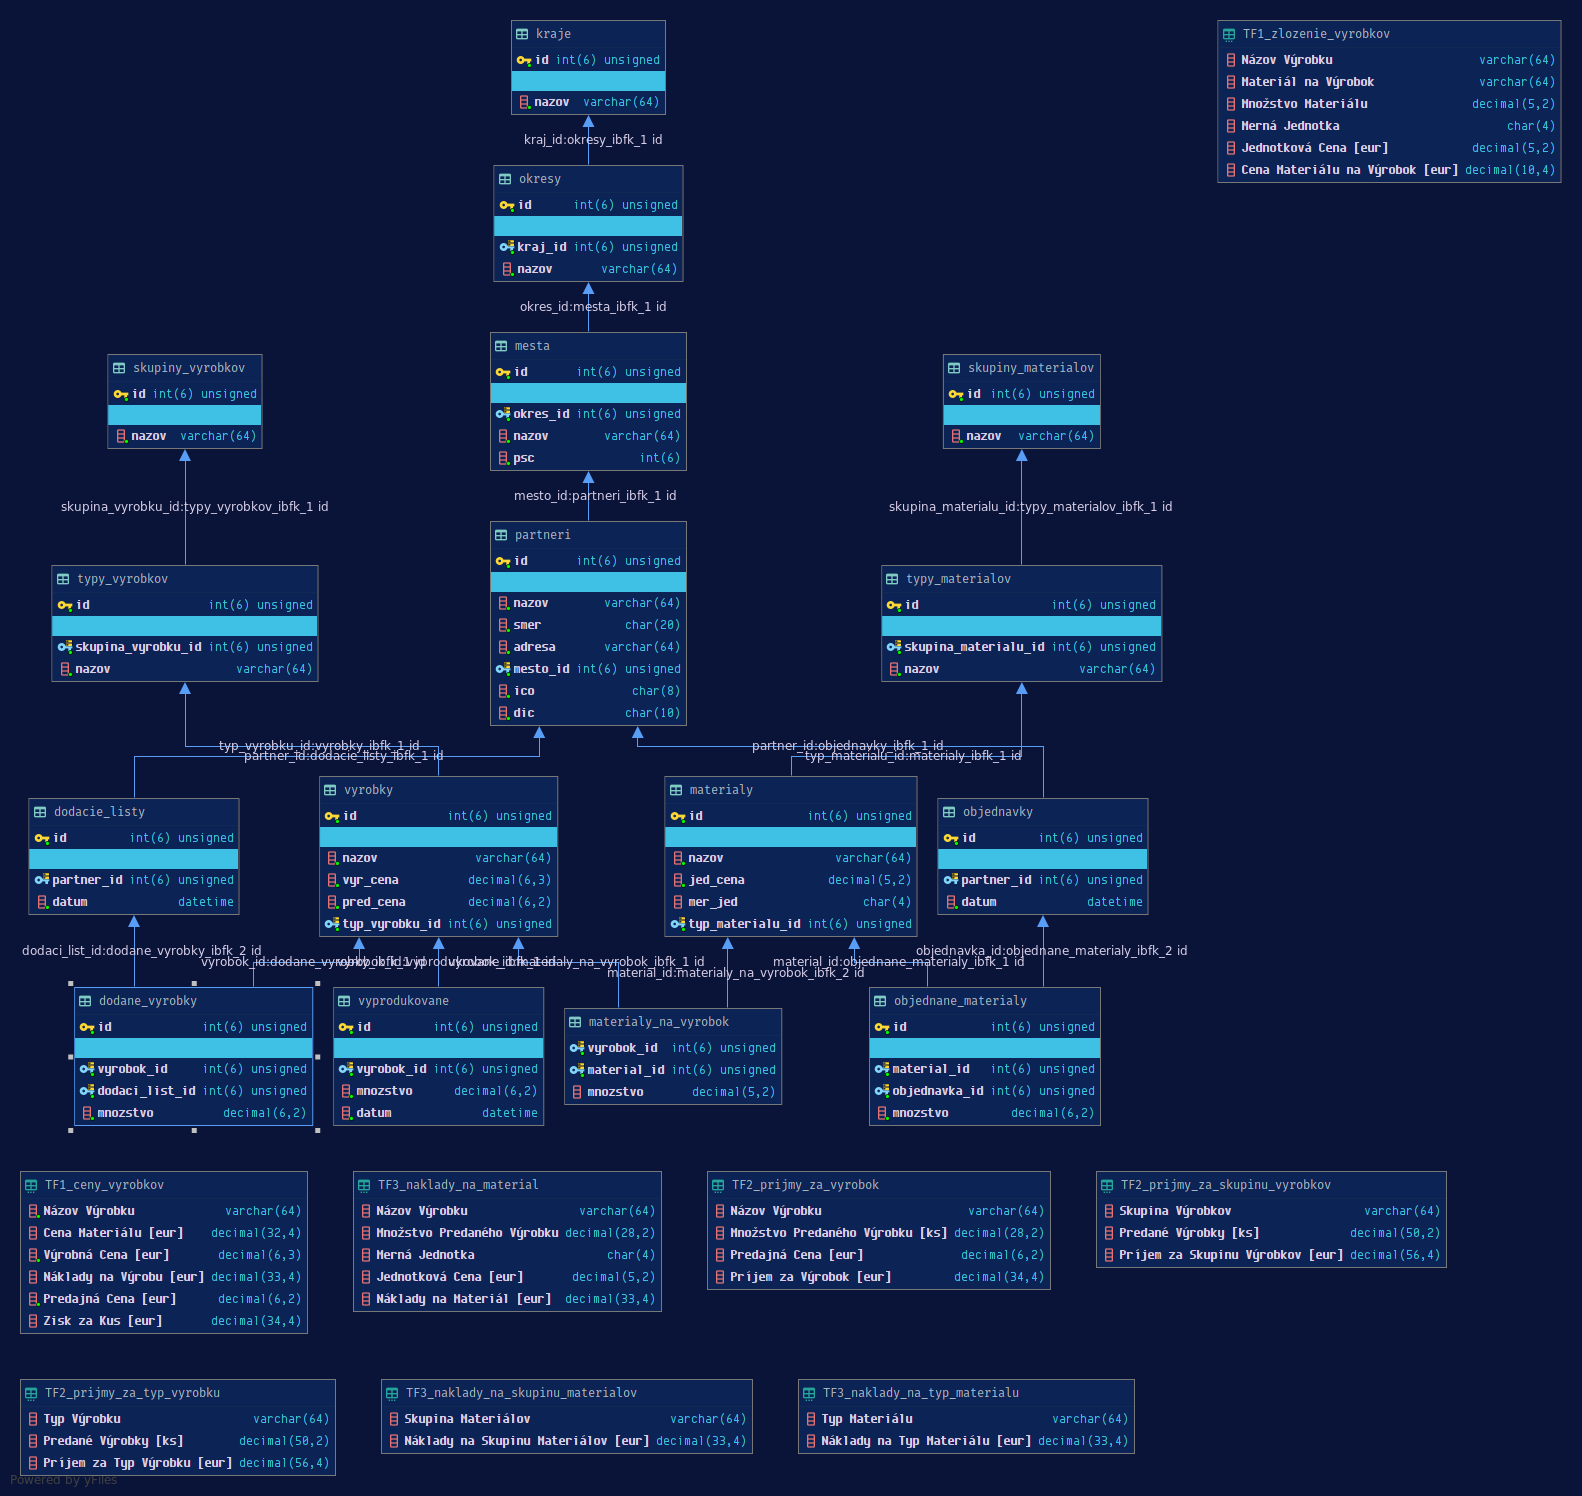 kraje
id int(6) unsigned
nazov varchar(64)
TF1_zlozenie_vyrobkov
Názov Výrobku varchar(64)
Materiál na Výrobok varchar(64)
Množstvo Materiálu decimal(5,2)
Merná Jednotka char(4)
Jednotková Cena [eur] decimal(5,2)
Cena Materiálu na Výrobok [eur] decimal(10,4)
kraj_id:okresy_ibfk_1 id
okresy
id int(6) unsigned
kraj_id int(6) unsigned
nazov varchar(64)
okres_id:mesta_ibfk_1 id
mesta
id int(6) unsigned
okres_id int(6) unsigned
nazov varchar(64)
psc int(6)
skupiny_vyrobkov
id int(6) unsigned
nazov varchar(64)
skupiny_materialov
id int(6) unsigned
nazov varchar(64)
mesto_id:partneri_ibfk_1 id
skupina_vyrobku_id:typy_vyrobkov_ibfk_1 id
skupina_materialu_id:typy_materialov_ibfk_1 id
partneri
id int(6) unsigned
nazov varchar(64)
smer char(20)
adresa varchar(64)
mesto_id int(6) unsigned
ico char(8)
dic char(10)
typy_vyrobkov
id int(6) unsigned
skupina_vyrobku_id int(6) unsigned
nazov varchar(64)
typy_materialov
id int(6) unsigned
skupina_materialu_id int(6) unsigned
nazov varchar(64)
typ_vyrobku_id:vyrobky_ibfk_1 id
partner_id:dodacie_listy_ibfk_1 id
partner_id:objednavky_ibfk_1 id
typ_materialu_id:materialy_ibfk_1 id
dodacie_listy
id int(6) unsigned
partner_id int(6) unsigned
datum datetime
vyrobky
id int(6) unsigned
nazov varchar(64)
vyr_cena decimal(6,3)
pred_cena decimal(6,2)
typ_vyrobku_id int(6) unsigned
materialy
id int(6) unsigned
nazov varchar(64)
jed_cena decimal(5,2)
mer_jed char(4)
typ_materialu_id int(6) unsigned
objednavky
id int(6) unsigned
partner_id int(6) unsigned
datum datetime
dodaci_list_id:dodane_vyrobky_ibfk_2 id
objednavka_id:objednane_materialy_ibfk_2 id
material_id:objednane_materialy_ibfk_1 id
material_id:materialy_na_vyrobok_ibfk_2 id
dodane_vyrobky
id int(6) unsigned
vyrobok_id int(6) unsigned
dodaci_list_id int(6) unsigned
mnozstvo decimal(6,2)
vyprodukovane
id int(6) unsigned
vyrobok_id int(6) unsigned
mnozstvo decimal(6,2)
datum datetime
materialy_na_vyrobok
vyrobok_id int(6) unsigned
material_id int(6) unsigned
mnozstvo decimal(5,2)
objednane_materialy
id int(6) unsigned
material_id int(6) unsigned
objednavka_id int(6) unsigned
mnozstvo decimal(6,2)
TF1_ceny_vyrobkov
Názov Výrobku varchar(64)
Cena Materiálu [eur] decimal(32,4)
Výrobná Cena [eur] decimal(6,3)
Náklady na Výrobu [eur] decimal(33,4)
Predajná Cena [eur] decimal(6,2)
Zisk za Kus [eur] decimal(34,4)
TF3_naklady_na_material
Názov Výrobku varchar(64)
Množstvo Predaného Výrobku decimal(28,2)
Merná Jednotka char(4)
Jednotková Cena [eur] decimal(5,2)
Náklady na Materiál [eur] decimal(33,4)
TF2_prijmy_za_vyrobok
Názov Výrobku varchar(64)
Množstvo Predaného Výrobku [ks] decimal(28,2)
Predajná Cena [eur] decimal(6,2)
Príjem za Výrobok [eur] decimal(34,4)
TF2_prijmy_za_skupinu_vyrobkov
Skupina Výrobkov varchar(64)
Predané Výrobky [ks] decimal(50,2)
Príjem za Skupinu Výrobkov [eur] decimal(56,4)
TF2_prijmy_za_typ_vyrobku
Typ Výrobku varchar(64)
Predané Výrobky [ks] decimal(50,2)
Príjem za Typ Výrobku [eur] decimal(56,4)
TF3_naklady_na_skupinu_materialov
Skupina Materiálov varchar(64)
Náklady na Skupinu Materiálov [eur] decimal(33,4)
TF3_naklady_na_typ_materialu
Typ Materiálu varchar(64)
Náklady na Typ Materiálu [eur] decimal(33,4)
Powered by yFiles